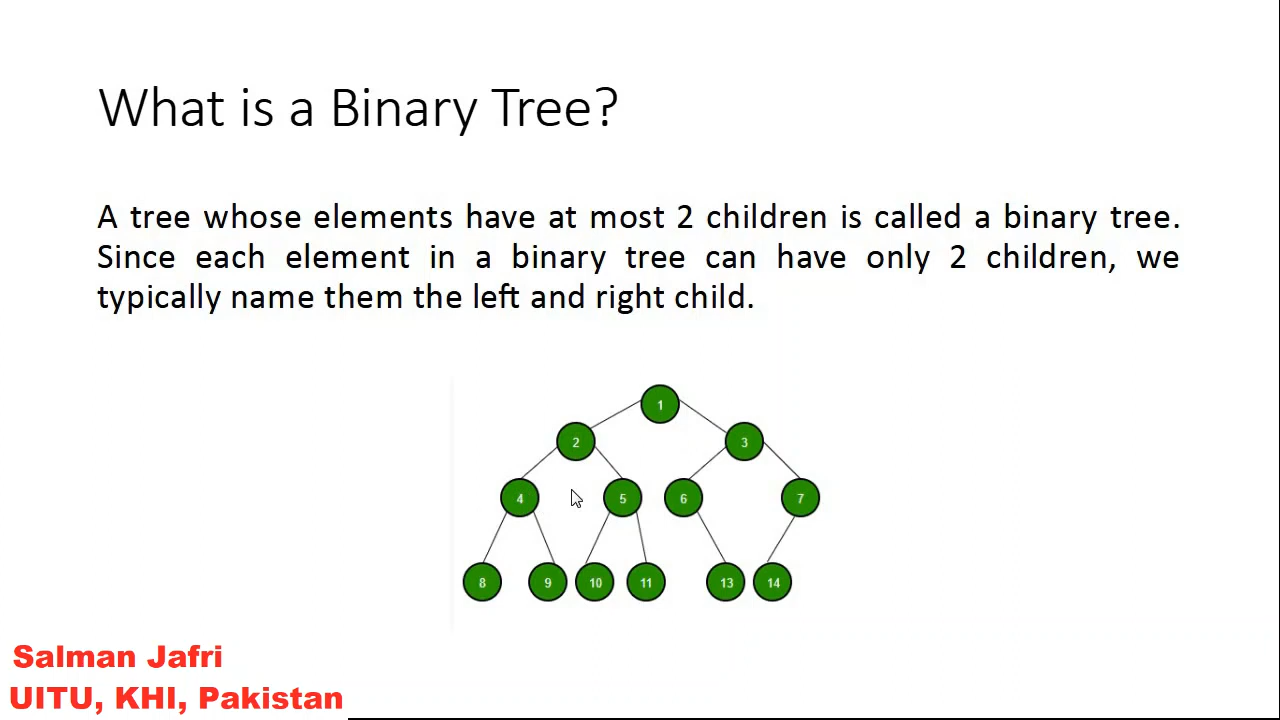 What is a Binary Tree?
A tree whose elements have at most 2 children is called a binary tree.
Since each element in a binary tree can have only 2 children, we
typically name them the left and right child.
1
2 3
4 5 6 7
8 9 10 11 13 14
Salman Jafri
UITU, KHI, Pakistan